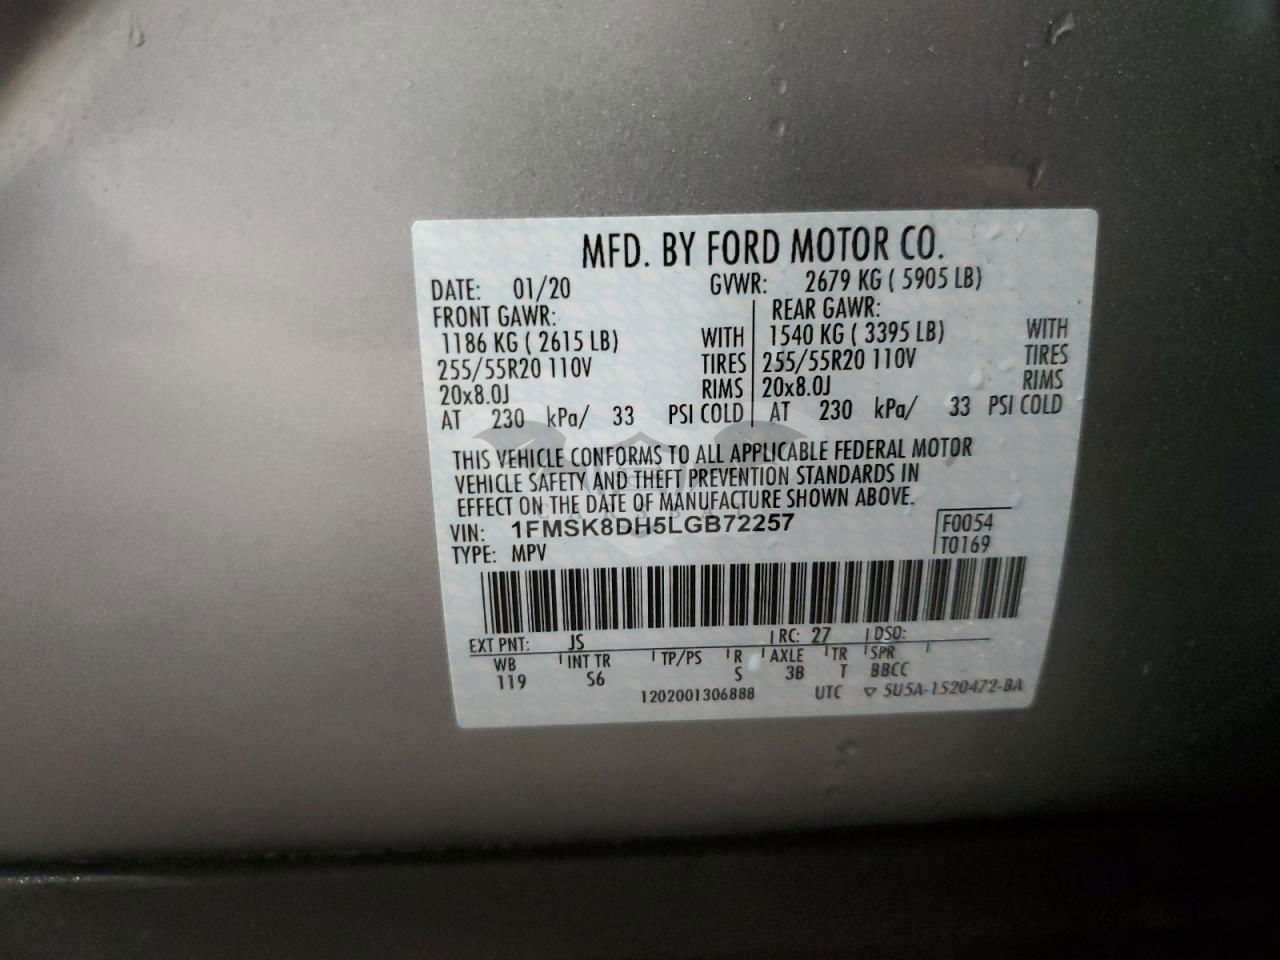 MFD. BY FORD MOTOR CO.
DATE: 01/20 GVWR: 2679 KG ( 5905 LB)
FRONT GAWR: REAR GAWR:
1186 KG ( 2615 LB) WITH 1540 KG ( 3395 LB) WITH
255/55R20 110V TIRES 255/55R20 110V TIRES
20x8.0J RIMS 20x8.0J RIMS
AT 230 kPa/ 33 PSI COLD AT 230 kPa/ 33 PSI COLD
THIS VEHICLE CONFORMS TO ALL APPLICABLE FEDERAL MOTOR
VEHICLE SAFETY AND THEFT PREVENTION STANDARDS IN
EFFECT ON THE DATE OF MANUFACTURE SHOWN ABOVE.
VIN: 1FMSK8DH5LGB72257 F0054
TYPE: MPV T0169
EXT PNT: JS RC: 27 DSO:
WB INT TR TP/PS R AXLE TR SPR
119 S6 S 3B T BBCC
1202001306888 UTC ▽ 5U5A-1520472-BA